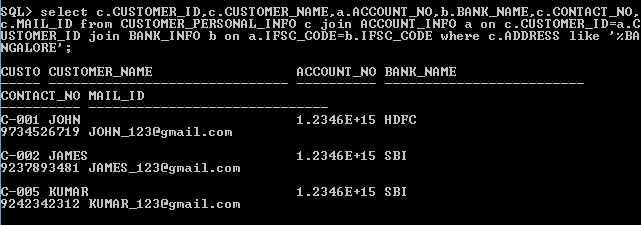 SQL> select c.CUSTOMER_ID,c.CUSTOMER_NAME,a.ACCOUNT_NO,b.BANK_NAME,c.CONTACT_NO,
c.MAIL_ID from CUSTOMER_PERSONAL_INFO c join ACCOUNT_INFO a on c.CUSTOMER_ID=a.C
USTOMER_ID join BANK_INFO b on a.IFSC_CODE=b.IFSC_CODE where c.ADDRESS like '%BA
NGALORE';
CUSTO CUSTOMER_NAME ACCOUNT_NO BANK_NAME
----- ------------------------------ ---------- --------------------
CONTACT_NO MAIL_ID
---------- ------------------------------
C-001 JOHN 1.2346E+15 HDFC
9734526719 JOHN_123@gmail.com
C-002 JAMES 1.2346E+15 SBI
9237893481 JAMES_123@gmail.com
C-005 KUMAR 1.2346E+15 SBI
9242342312 KUMAR_123@gmail.com